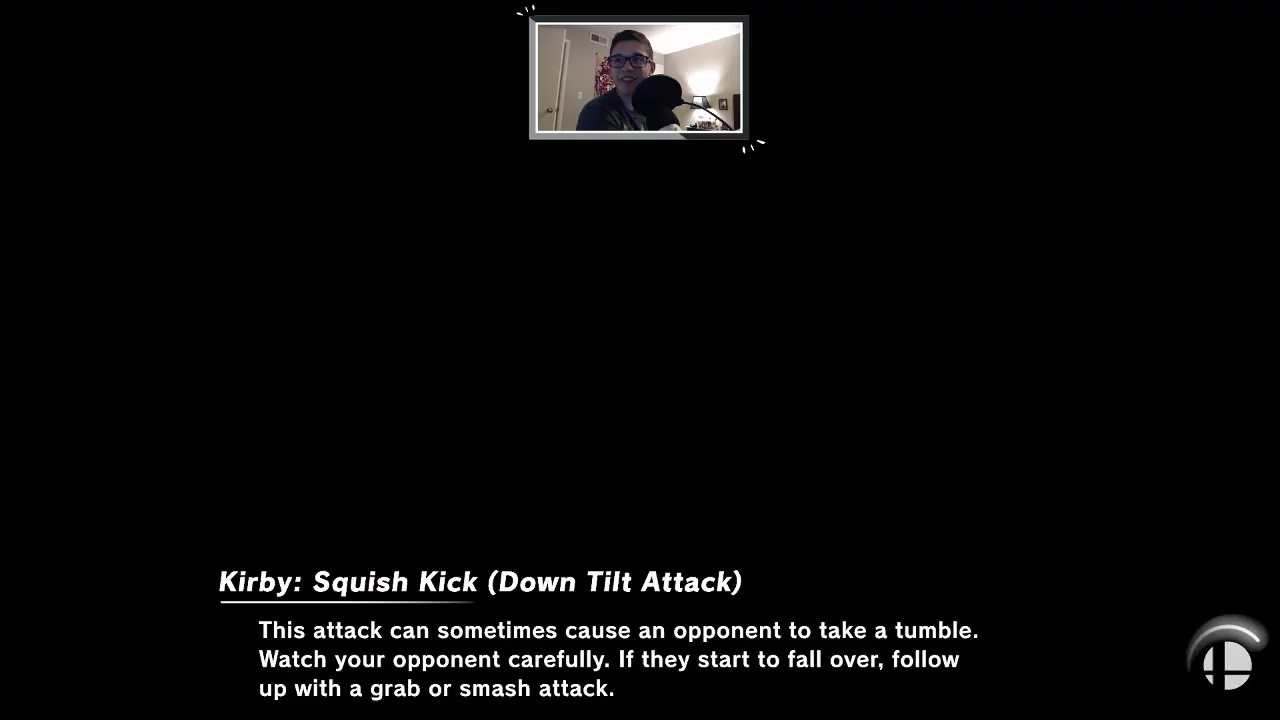 Kirby: Squish Kick (Down Tilt Attack)
This attack can sometimes cause an opponent to take a tumble.
Watch your opponent carefully. If they start to fall over, follow
up with a grab or smash attack.